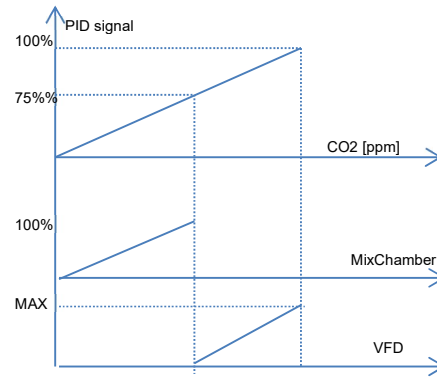 PID signal
100%
75%%
CO2 [ppm]
100%
MixChamber
MAX
VFD